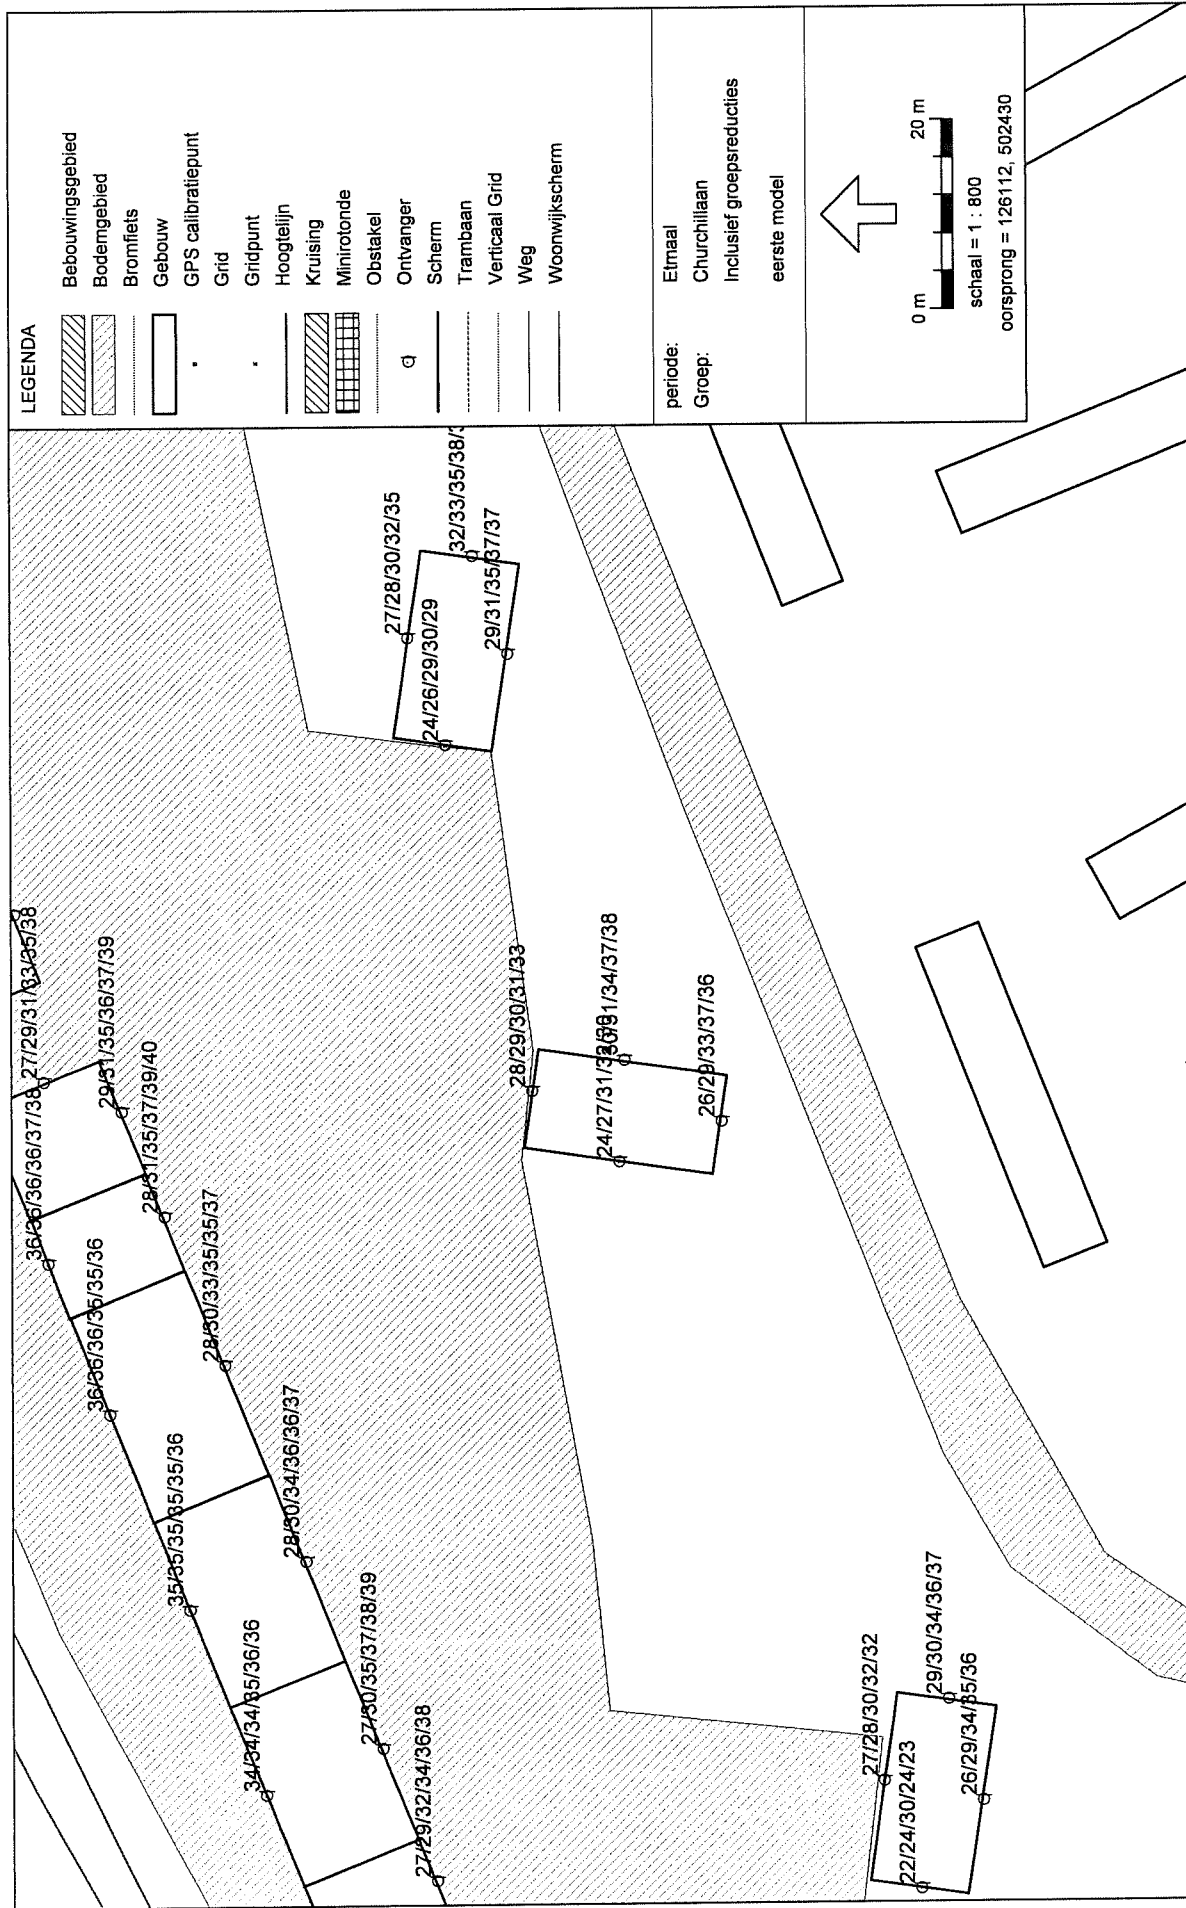 LEGENDA
Bebouwingsgebied
Bodemgebied
Bromfiets
Gebouw
GPS calibratiepunt
Grid
Gridpunt
Hoogtelijn
Kruising
Minirotonde
Obstakel
Ontvanger
Scherm
Trambaan
Verticaal Grid
Weg
Woonwijkscherm
periode: Etmaal
Groep: Churchilllaan
Inclusief groepsreducties
eerste model
0 m 20 m
schaal = 1 : 800
oorsprong = 126112, 502430
27/29/31/33/35/38
29/31/35/36/37/39
36/36/36/36/37/38
28/31/35/37/39/40
36/36/36/35/35/36
28/30/33/35/35/37
35/35/35/35/35/36
28/30/34/36/36/37
34/34/34/35/36/36
27/30/35/37/38/39
27/29/32/34/36/38
27/28/30/32/35
32/33/35/38/3
24/26/29/30/29
29/31/35/37/37
28/29/30/31/33
24/27/31/32/
/31/34/37/38
26/29/33/37/36
27/28/30/32/32
29/30/34/36/37
22/24/30/24/23
26/29/34/35/36